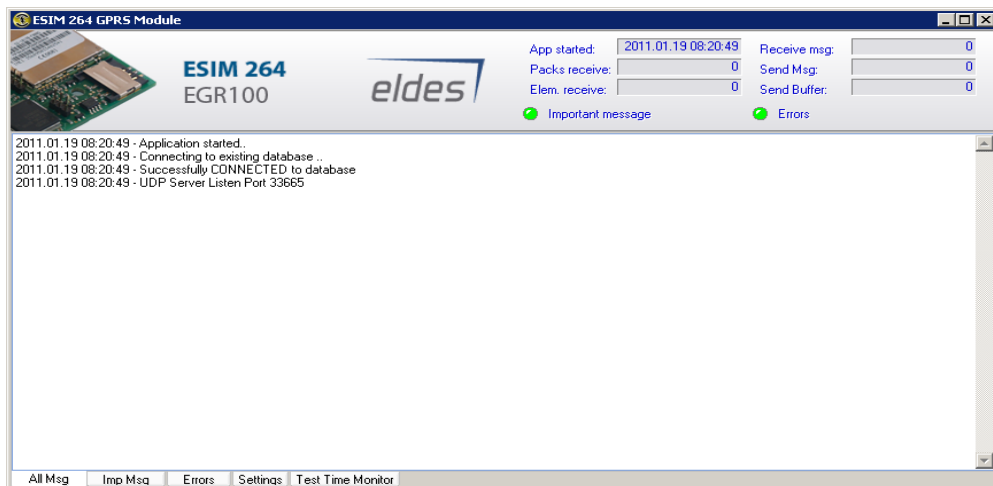 ESIM 264 GPRS Module
ESIM 264
EGR100
eldes
App started: 2011.01.19 08:20:49
Packs receive: 0
Elem. receive: 0
Receive msg: 0
Send Msg: 0
Send Buffer: 0
Important message
Errors
2011.01.19 08:20:49 - Application started..
2011.01.19 08:20:49 - Connecting to existing database ..
2011.01.19 08:20:49 - Successfully CONNECTED to database
2011.01.19 08:20:49 - UDP Server Listen Port 33665
All Msg Imp Msg Errors Settings Test Time Monitor